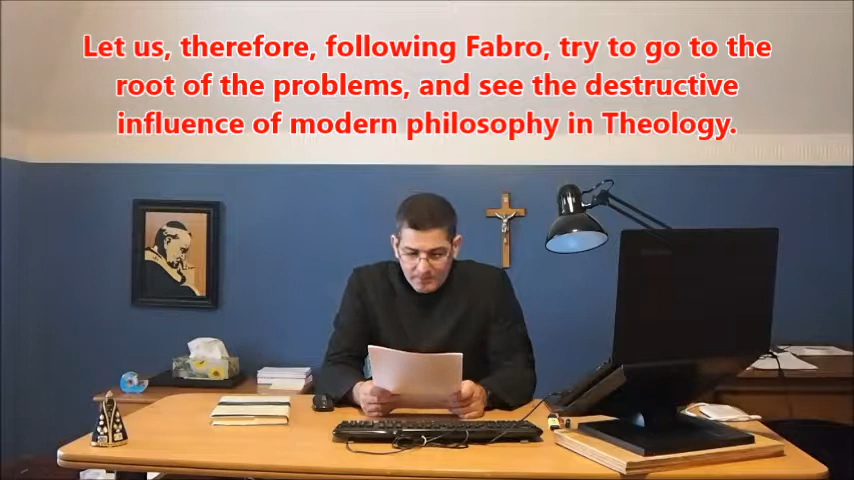 Let us, therefore, following Fabro, try to go to the
root of the problems, and see the destructive
influence of modern philosophy in Theology.